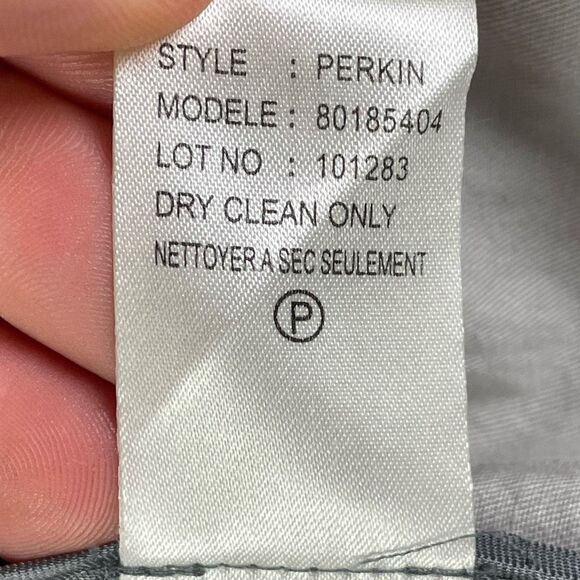 STYLE : PERKIN
MODELE : 80185404
LOT NO : 101283
DRY CLEAN ONLY
NETTOYER A SEC SEULEMENT
P